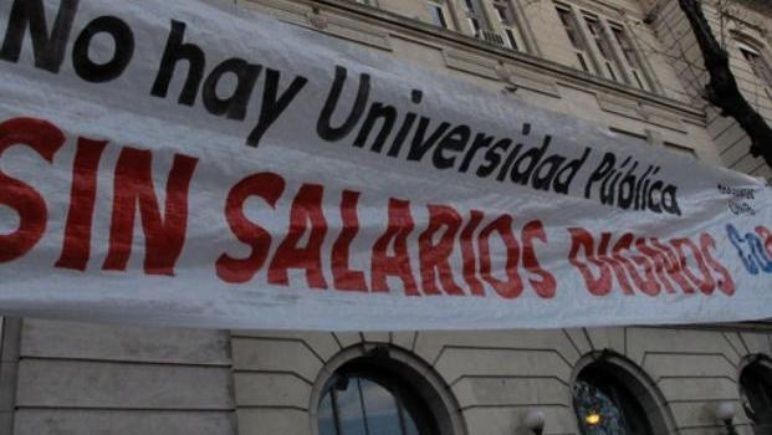 No hay Universidad Pública
SIN SALARIOS DIGNOS